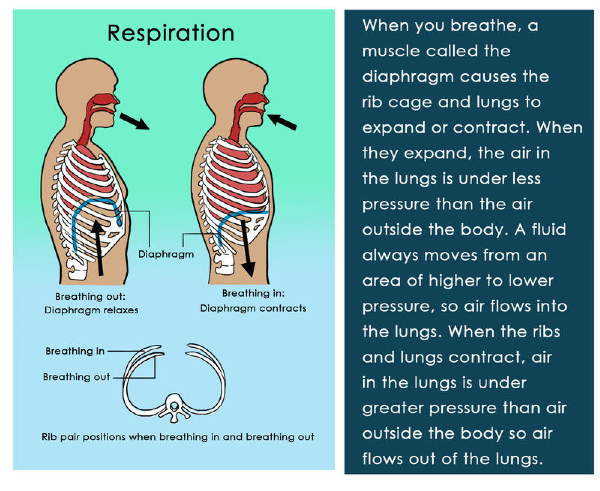 Respiration
Diaphragm
Breathing out:
Diaphragm relaxes
Breathing in:
Diaphragm contracts
Breathing in
Breathing out
Rib pair positions when breathing in and breathing out
When you breathe, a
muscle called the
diaphragm causes the
rib cage and lungs to
expand or contract. When
they expand, the air in
the lungs is under less
pressure than the air
outside the body. A fluid
always moves from an
area of higher to lower
pressure, so air flows into
the lungs. When the ribs
and lungs contract, air
in the lungs is under
greater pressure than air
outside the body so air
flows out of the lungs.